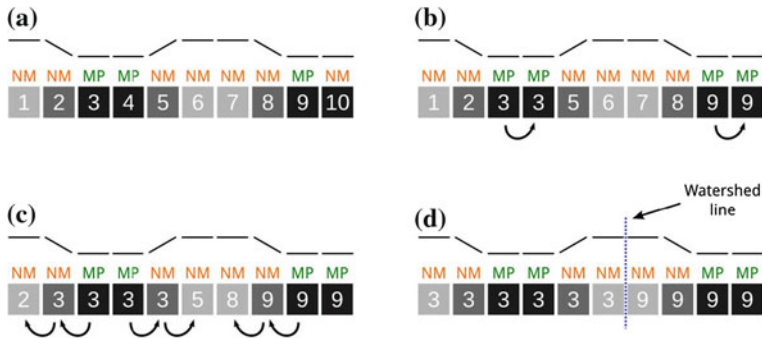 (a)
NM NM MP MP NM NM NM NM MP NM
1 2 3 4 5 6 7 8 9 10
(b)
NM NM MP MP NM NM NM NM MP MP
1 2 3 3 5 6 7 8 9 9
(c)
NM NM MP MP NM NM NM NM MP MP
2 3 3 3 3 5 8 9 9 9
(d)
Watershed
line
NM NM MP MP NM NM NM NM MP MP
3 3 3 3 3 3 9 9 9 9